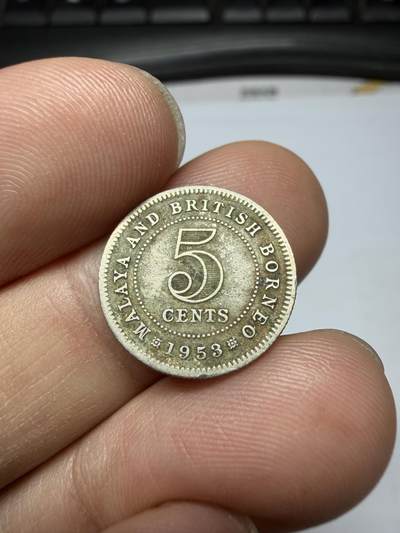 MALAYA AND BRITISH BORNEO
5
CENTS
1953